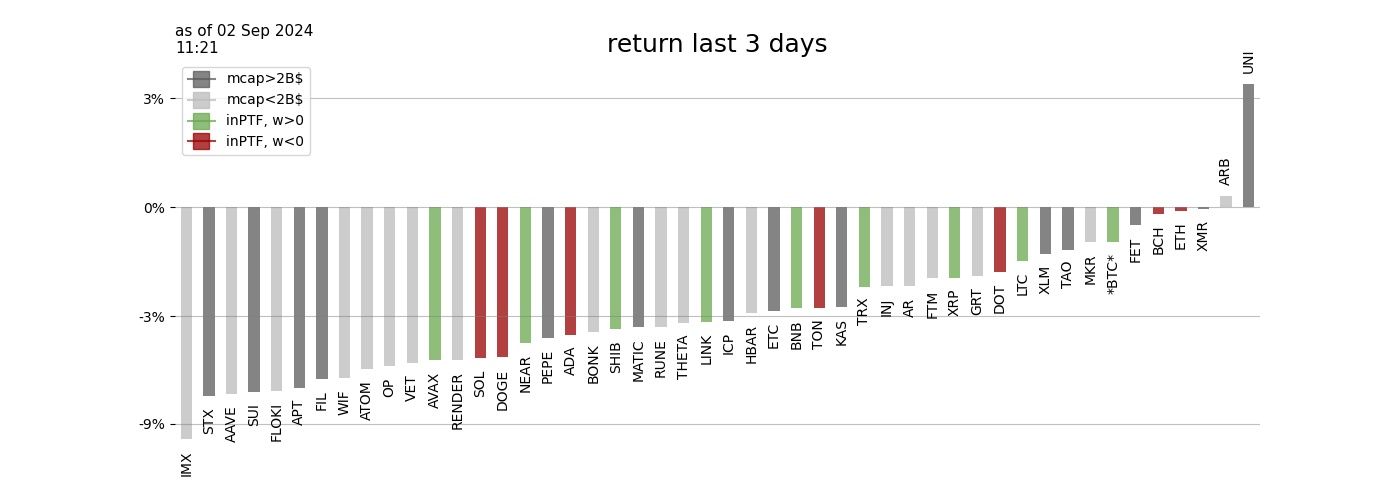 as of 02 Sep 2024
11:21
return last 3 days
mcap>2B$
mcap<2B$
inPTF, w>0
inPTF, w<0
3%
0%
-3%
-9%
IMX
STX
AAVE
SUI
FLOKI
APT
FIL
WIF
ATOM
OP
VET
AVAX
RENDER
SOL
DOGE
NEAR
PEPE
ADA
BONK
SHIB
MATIC
RUNE
THETA
LINK
ICP
HBAR
ETC
BNB
TON
KAS
TRX
INJ
AR
FTM
XRP
GRT
DOT
LTC
XLM
TAO
MKR
*BTC*
FET
BCH
ETH
XMR
ARB
UNI